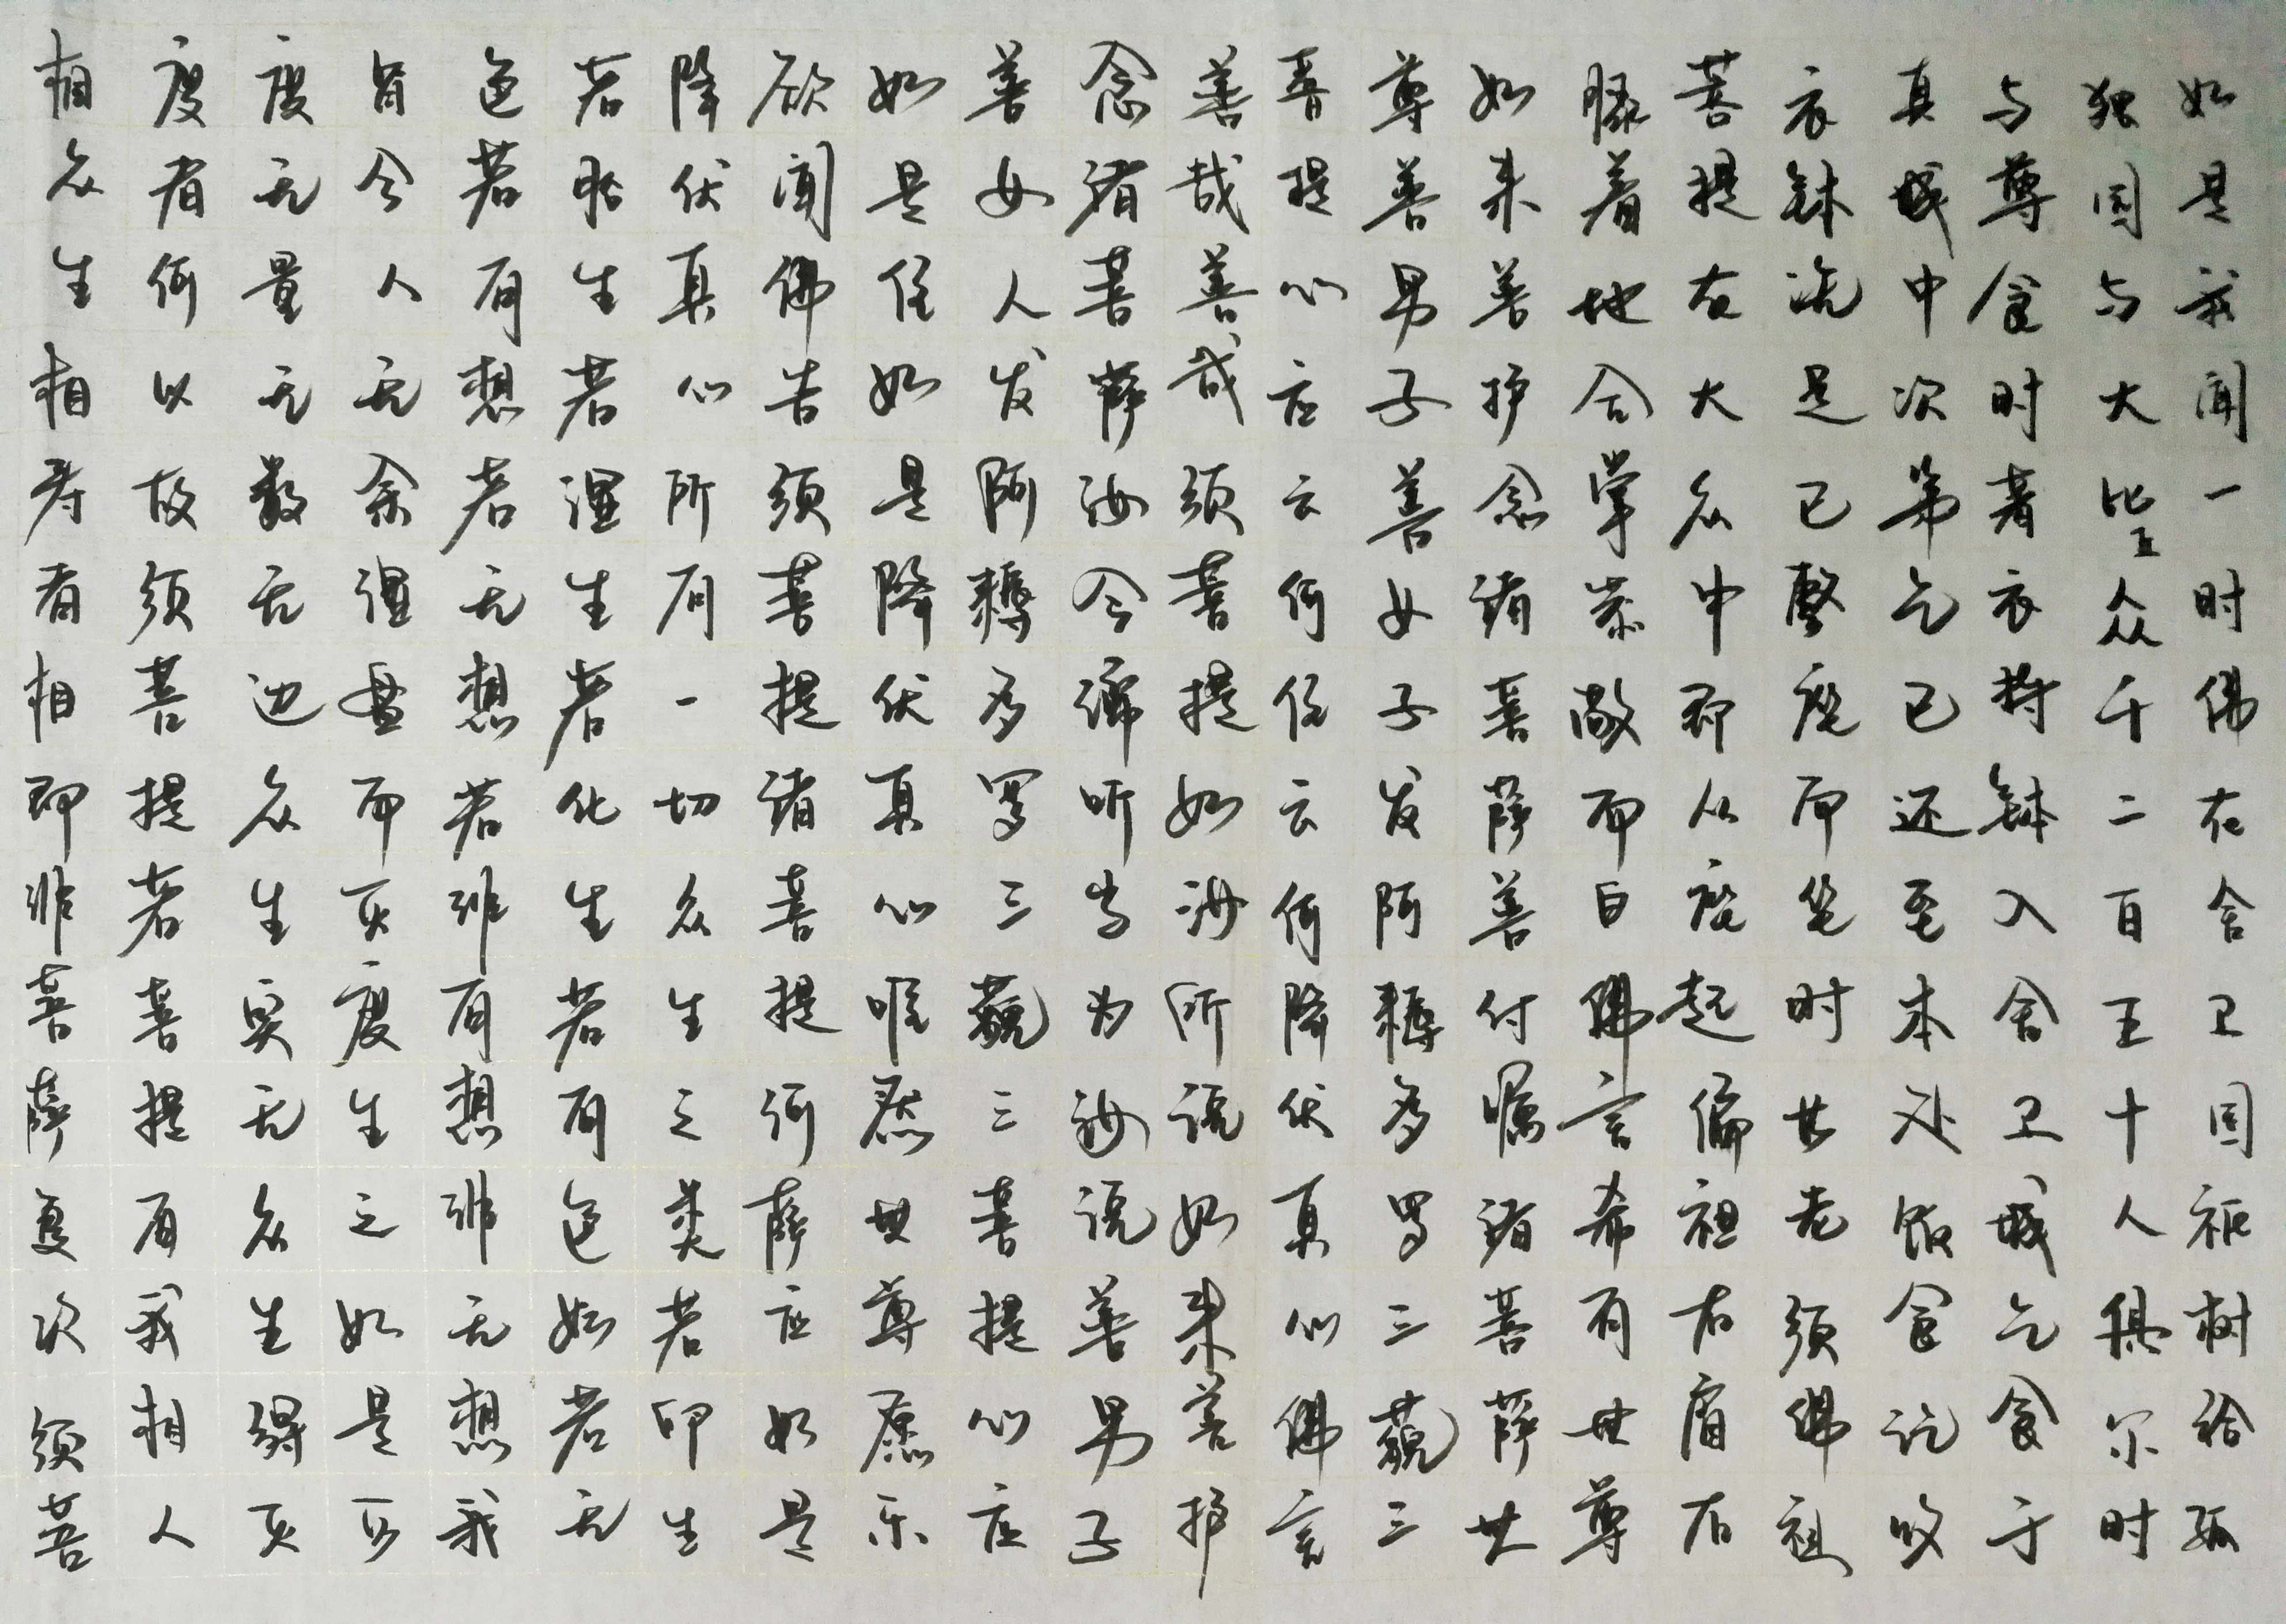 如是我闻一时佛在舍卫国祇树给孤
独园与大比丘众千二百五十人俱尔时
与尊食时著衣持钵入舍卫城乞食于
其城中次第乞已还至本处饭食讫收
衣钵洗足已敷座而坐时长老须佛袒
菩提在大众中即从座起偏袒右肩右
膝着地合掌恭敬而白佛言希有世尊
如来善护念诸菩萨善付嘱诸菩萨世
尊善男子善女子发阿耨多罗三藐三
菩提心应云何住云何降伏其心佛言
善哉善哉须菩提如汝所说如来善护
念诸菩萨汝今谛听当为汝说善男子
善女人发阿耨多罗三藐三菩提心应
如是住如是降伏其心唯然世尊愿乐
欲闻佛告须菩提诸菩提诃萨应如是
降伏其心所有一切众生之类若卵生
若胎生若湿生若化生若有色如若无
色若有想若无想若非有想非无想我
皆令人无余涅盘而灭度生之如是灭
度无量无数无边众生实无众生得灭
度者何以故须菩提若菩提有我相人
相众生相寿者相即非菩萨复次须菩